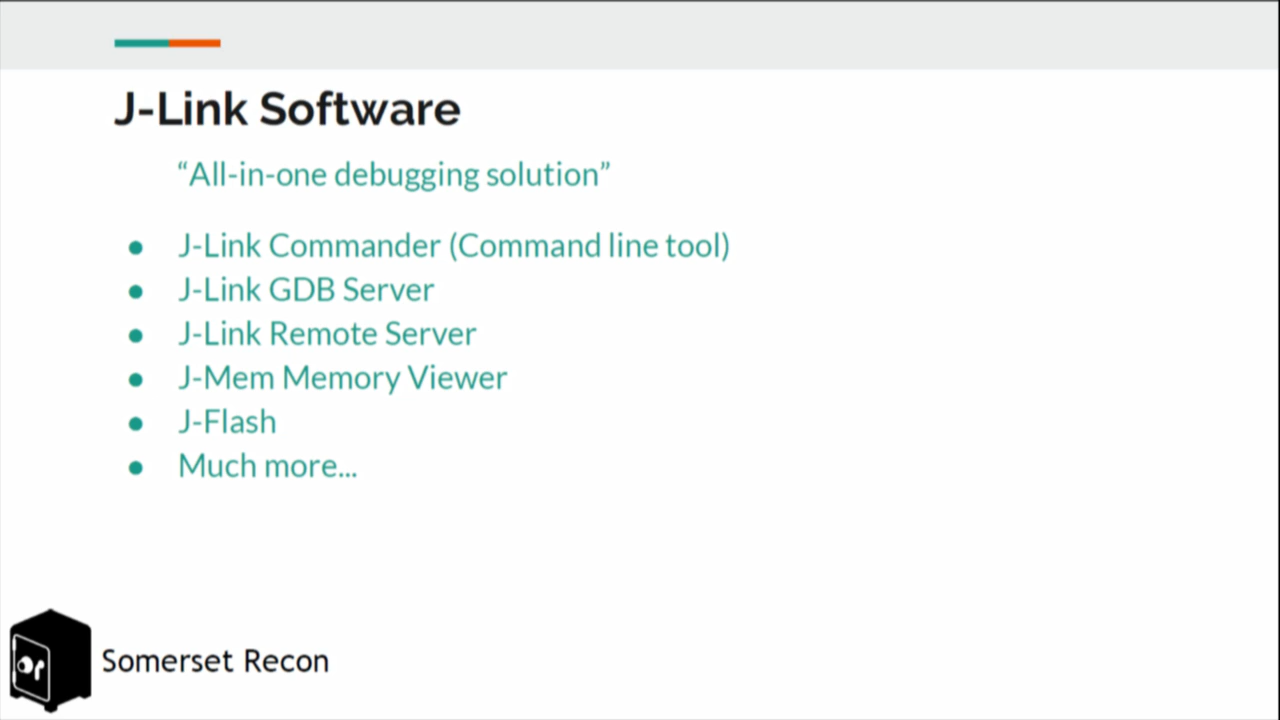 J-Link Software
“All-in-one debugging solution”
● J-Link Commander (Command line tool)
● J-Link GDB Server
● J-Link Remote Server
● J-Mem Memory Viewer
● J-Flash
● Much more...
Somerset Recon